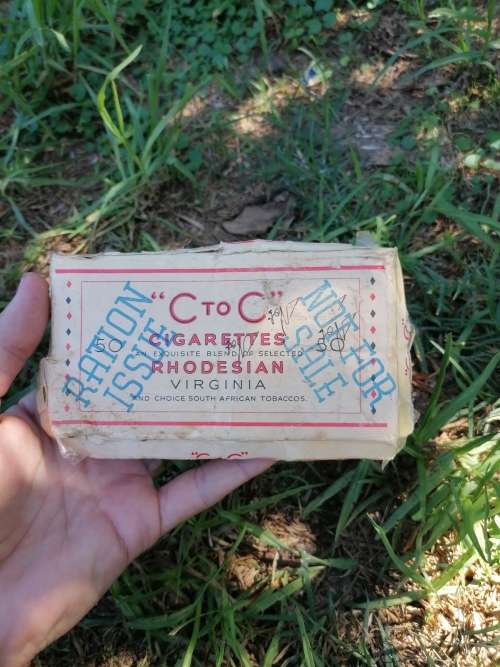 "C TO C"
CIGARETTES
50 50
AN EXQUISITE BLEND OF SELECTED
RHODESIAN
VIRGINIA
AND CHOICE SOUTH AFRICAN TOBACCOS.
RATION
ISSUE
NOT FOR
SALE
"C TO C"